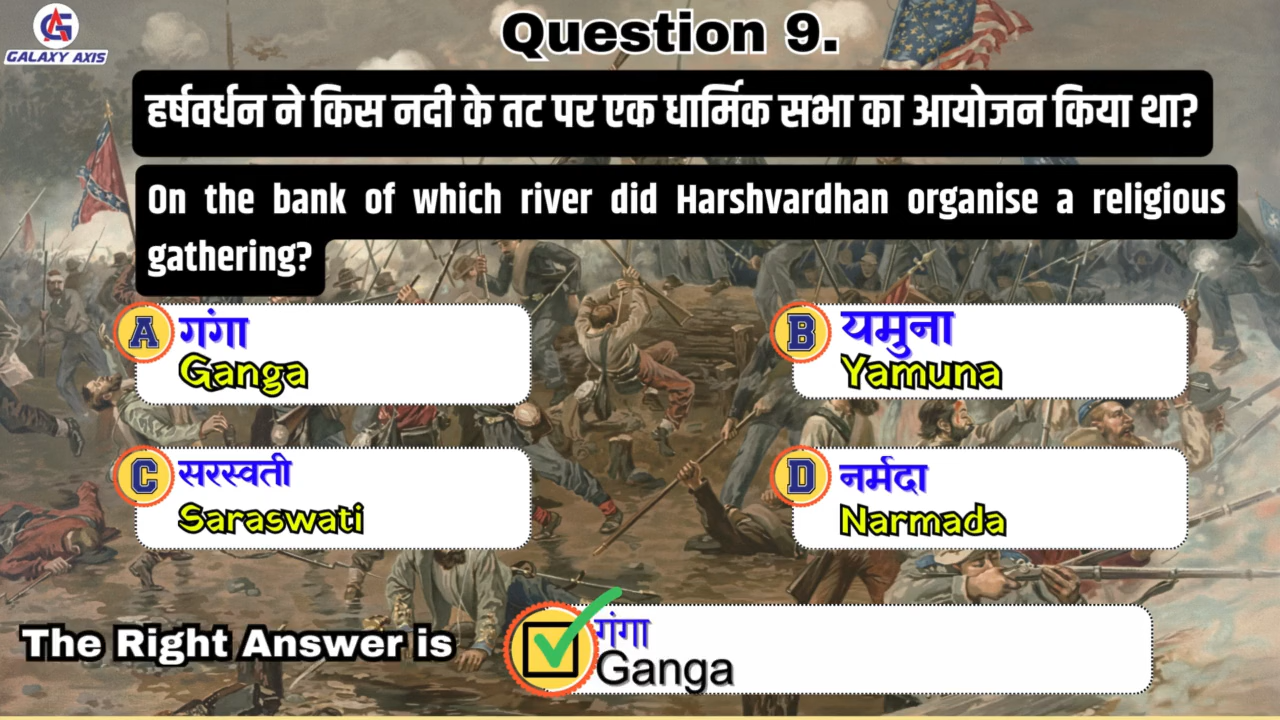 GALAXY AXIS
Question 9.
हर्षवर्धन ने किस नदी के तट पर एक धार्मिक सभा का आयोजन किया था?
On the bank of which river did Harshvardhan organise a religious
gathering?
A गंगा
Ganga
B यमुना
Yamuna
C सरस्वती
Saraswati
D नर्मदा
Narmada
The Right Answer is
गंगा
Ganga